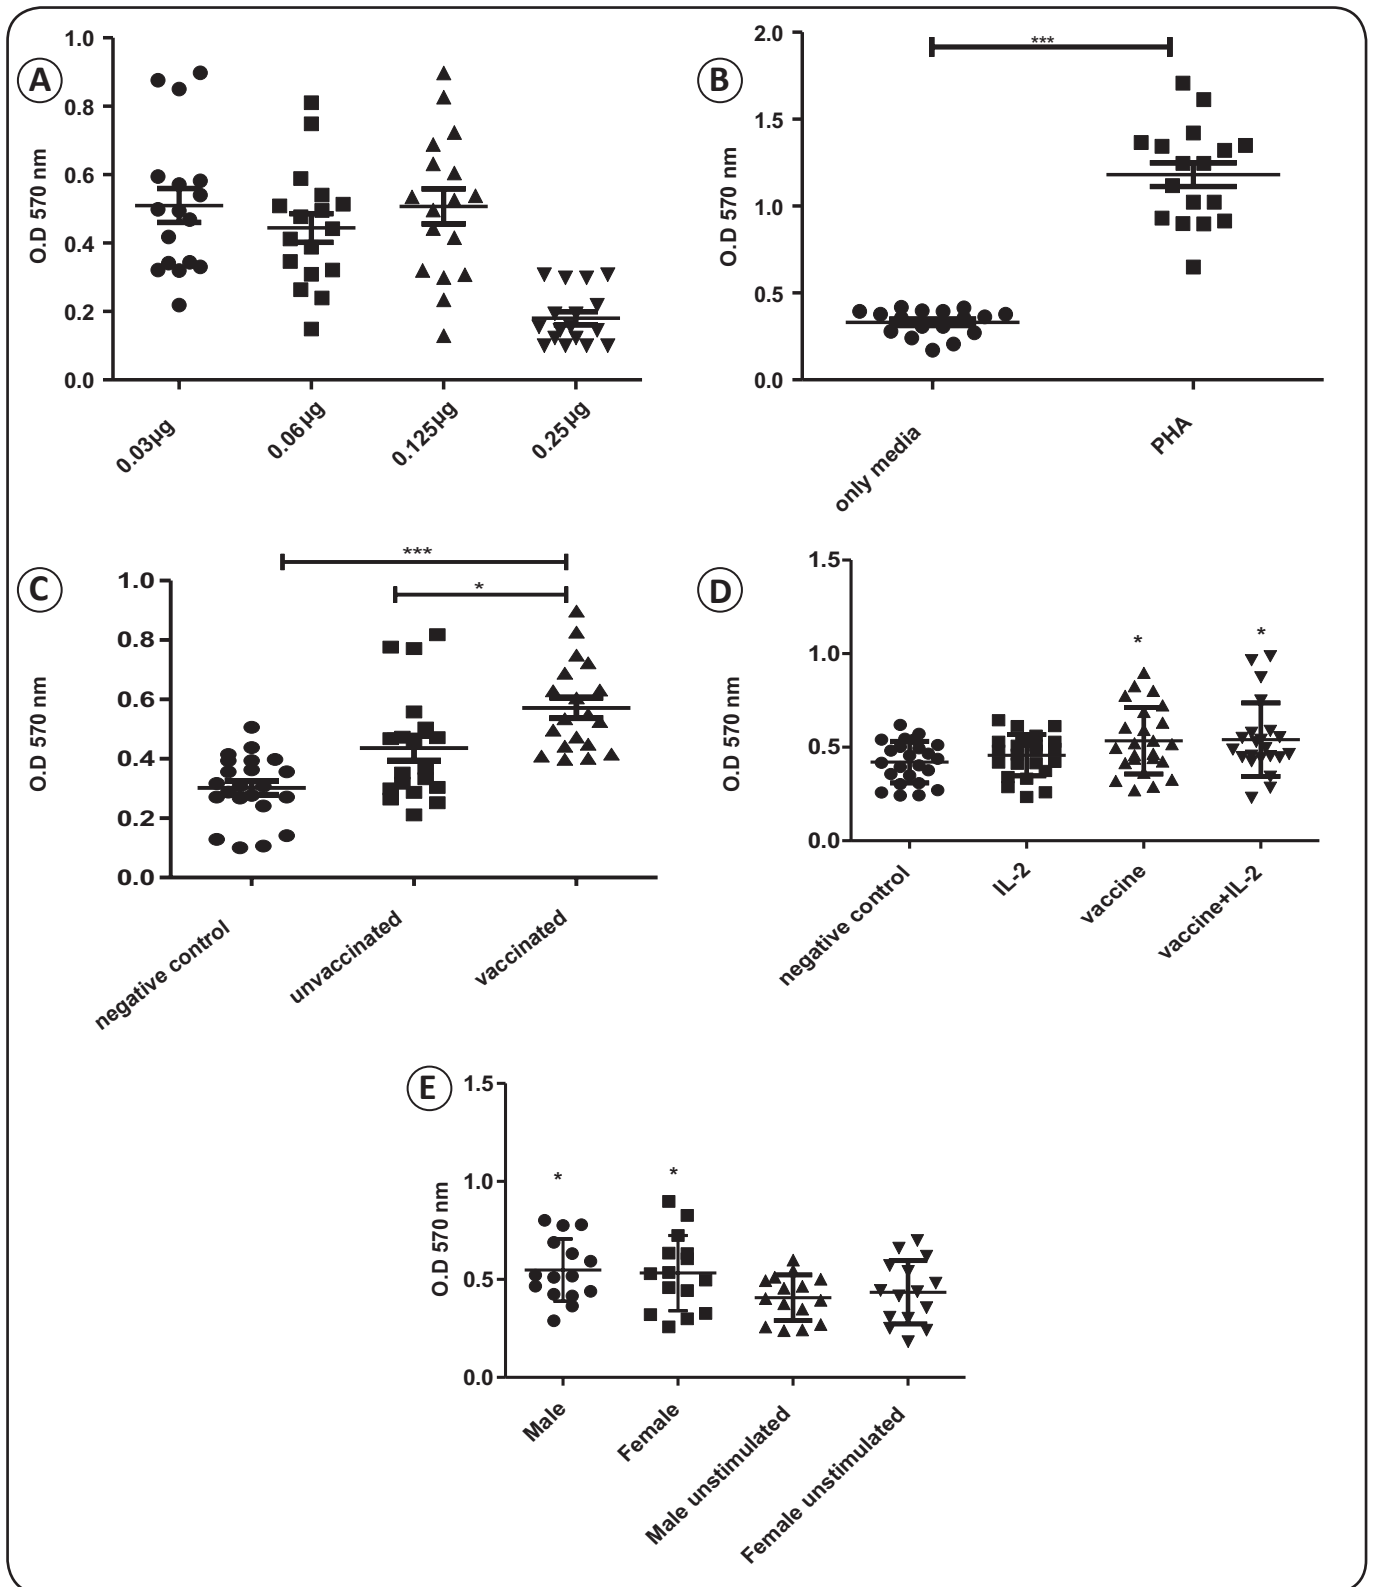 A
O.D 570 nm
1.0
0.8
0.6
0.4
0.2
0.0
0.03µg
0.06µg
0.125µg
0.25µg
B
O.D 570 nm
2.0
1.5
1.0
0.5
0.0
***
only media
PHA
C
O.D 570 nm
***
*
1.0
0.8
0.6
0.4
0.2
0.0
negative control
unvaccinated
vaccinated
D
O.D 570 nm
1.5
1.0
0.5
0.0
*
*
negative control
IL-2
vaccine
vaccine+IL-2
E
O.D 570 nm
1.5
1.0
0.5
0.0
*
*
Male
Female
Male unstimulated
Female unstimulated